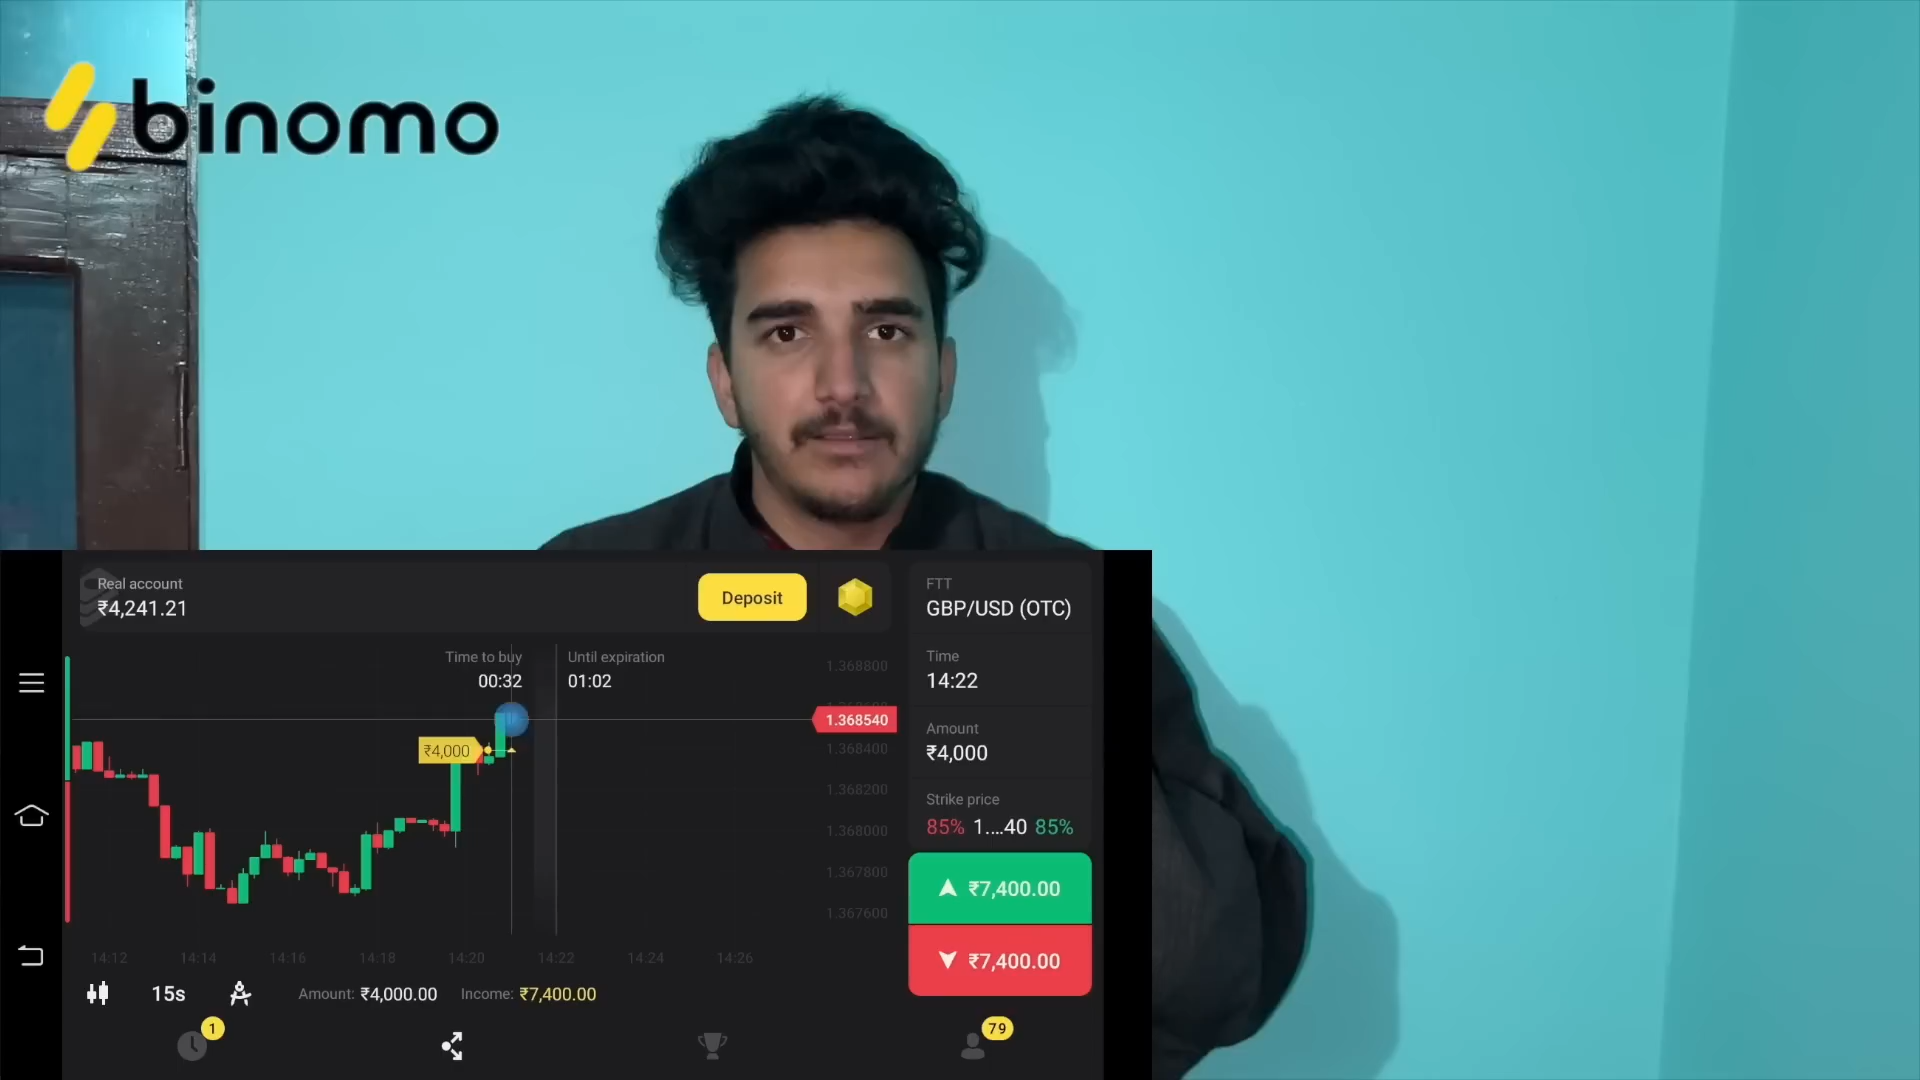 binomo
Real account
₹4,241.21
Deposit
FTT
GBP/USD (OTC)
Time to buy
00:32
Until expiration
01:02
1.368800
Time
14:22
1.368540
Amount
₹4,000
₹4,000
1.368400
1.368200
Strike price
85% 1....40 85%
1.368000
1.367800
₹7,400.00
1.367600
₹7,400.00
14:12
14:14
14:16
14:18
14:20
14:22
14:24
14:26
15s
Amount: ₹4,000.00
Income: ₹7,400.00
1
79